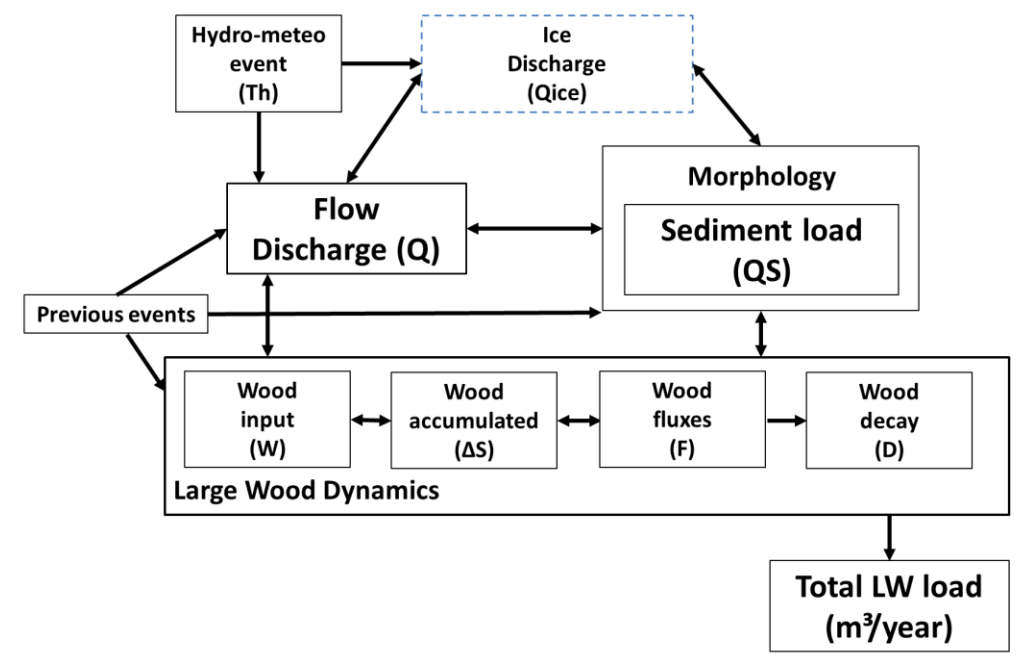 Hydro-meteo
event
(Th)
Ice
Discharge
(Qice)
Morphology
Sediment load
(QS)
Flow
Discharge (Q)
Previous events
Wood
input
(W)
Wood
accumulated
(ΔS)
Wood
fluxes
(F)
Wood
decay
(D)
Large Wood Dynamics
Total LW load
(m³/year)